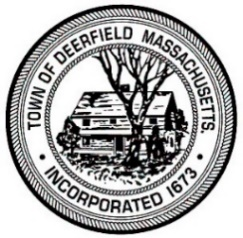 TOWN OF DEERFIELD MASSACHUSETTS.
• INCORPORATED 1673 •